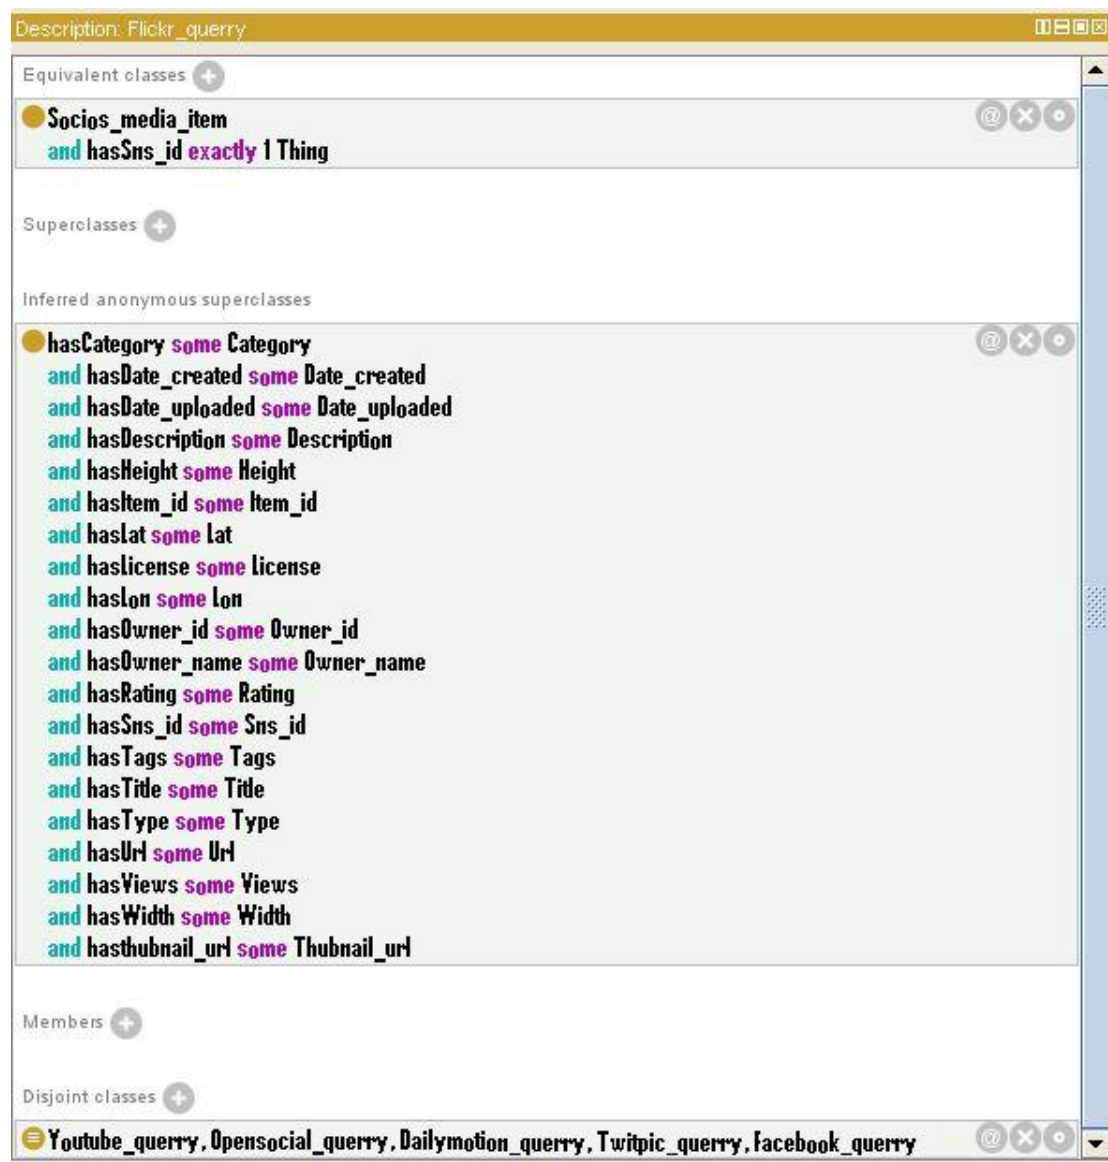 Description: Flickr_querry
Equivalent classes
Socios_media_item
and hasSns_id exactly 1 Thing
Superclasses
Inferred anonymous superclasses
hasCategory some Category
and hasDate_created some Date_created
and hasDate_uploaded some Date_uploaded
and hasDescription some Description
and hasHeight some Height
and hasItem_id some Item_id
and hasLat some Lat
and hasLicense some License
and hasLon some Lon
and hasOwner_id some Owner_id
and hasOwner_name some Owner_name
and hasRating some Rating
and hasSns_id some Sns_id
and hasTags some Tags
and hasTitle some Title
and hasType some Type
and hasUrl some Url
and hasViews some Views
and hasWidth some Width
and hasthubnail_url some Thubnail_url
Members
Disjoint classes
Youtube_querry, Opensocial_querry, Dailymotion_querry, Twitpic_querry, Facebook_querry